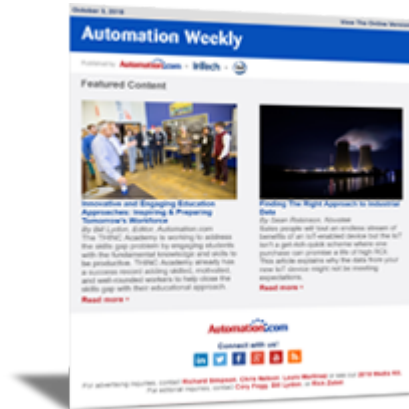 October 3, 2018
View The Online Version
Automation Weekly
Published by Automation.com • InTech •
Featured Content
Innovative and Engaging Education
Approaches: Inspiring & Preparing
Tomorrow's Workforce
By Bill Lydon, Editor, Automation.com
The THINC Academy is working to address
the skills gap problem by engaging students
with the fundamental knowledge and skills to
be productive. THINC Academy already has
a success record adding skilled, motivated,
and well-rounded workers to help close the
skills gap with their educational approach.
Read more
Finding The Right Approach to Industrial
Data
By Sean Robinson, Novotek
Sales people will tout an endless stream of
benefits of an IoT-enabled device but the IoT
isn't a get-rich-quick scheme where one
purchase can promise a life of high ROI.
This article explains why the data from your
new IoT device might not be meeting
expectations.
Read more
Automation.com
Connect with us!
For advertising inquiries, contact Richard Simpson, Chris Nelson, Louis Martinez or see our 2018 Media Kit.
For editorial inquiries, contact Cory Fogg, Bill Lydon, or Rick Zabel.